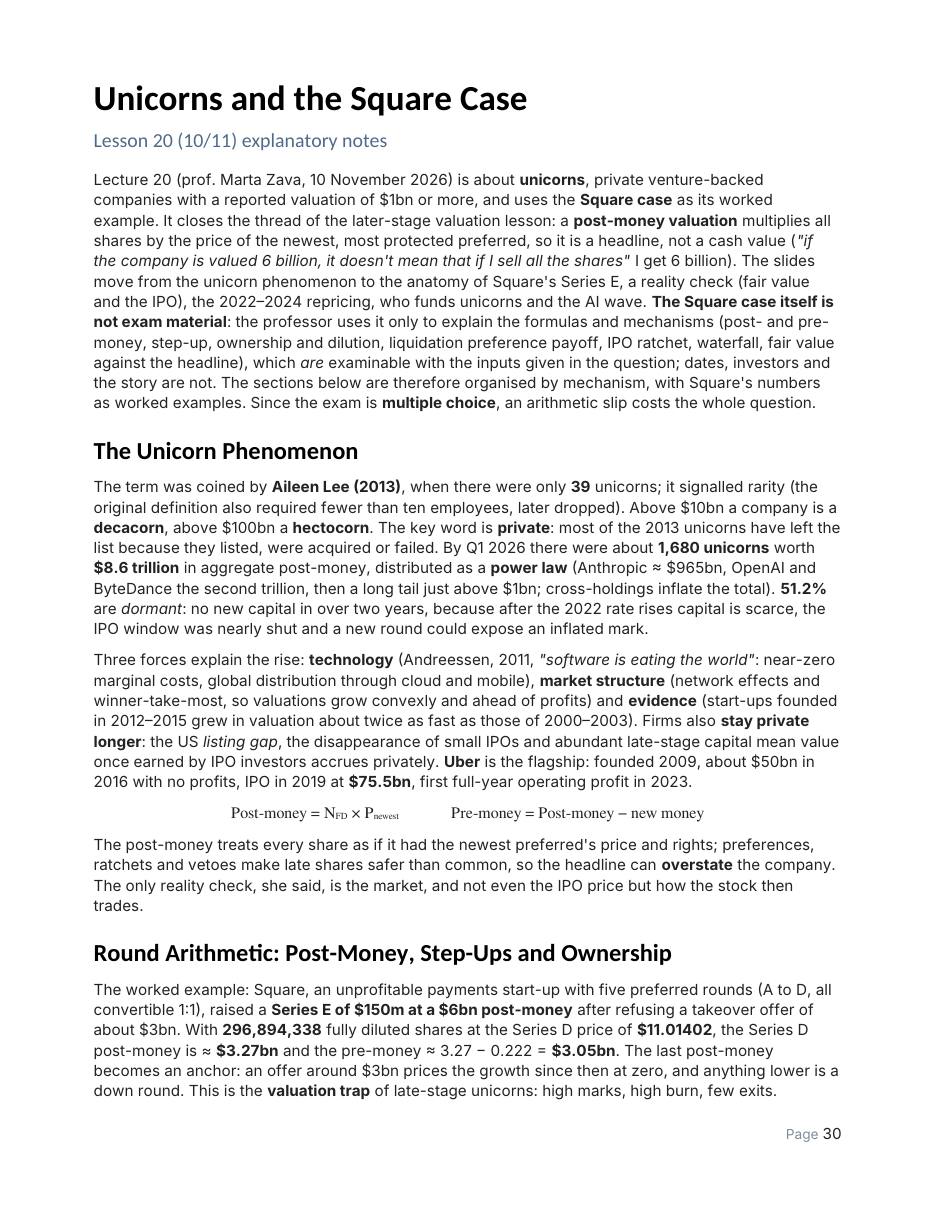 Unicorns and the Square Case
Lesson 20 (10/11) explanatory notes
Lecture 20 (prof. Marta Zava, 10 November 2026) is about unicorns, private venture-backed
companies with a reported valuation of $1bn or more, and uses the Square case as its worked
example. It closes the thread of the later-stage valuation lesson: a post-money valuation multiplies all
shares by the price of the newest, most protected preferred, so it is a headline, not a cash value ("if
the company is valued 6 billion, it doesn't mean that if I sell all the shares" I get 6 billion). The slides
move from the unicorn phenomenon to the anatomy of Square's Series E, a reality check (fair value
and the IPO), the 2022–2024 repricing, who funds unicorns and the AI wave. The Square case itself is
not exam material: the professor uses it only to explain the formulas and mechanisms (post- and pre-
money, step-up, ownership and dilution, liquidation preference payoff, IPO ratchet, waterfall, fair value
against the headline), which are examinable with the inputs given in the question; dates, investors and
the story are not. The sections below are therefore organised by mechanism, with Square's numbers
as worked examples. Since the exam is multiple choice, an arithmetic slip costs the whole question.
The Unicorn Phenomenon
The term was coined by Aileen Lee (2013), when there were only 39 unicorns; it signalled rarity (the
original definition also required fewer than ten employees, later dropped). Above $10bn a company is a
decacorn, above $100bn a hectocorn. The key word is private: most of the 2013 unicorns have left the
list because they listed, were acquired or failed. By Q1 2026 there were about 1,680 unicorns worth
$8.6 trillion in aggregate post-money, distributed as a power law (Anthropic ≈ $965bn, OpenAI and
ByteDance the second trillion, then a long tail just above $1bn; cross-holdings inflate the total). 51.2%
are dormant: no new capital in over two years, because after the 2022 rate rises capital is scarce, the
IPO window was nearly shut and a new round could expose an inflated mark.
Three forces explain the rise: technology (Andreessen, 2011, "software is eating the world": near-zero
marginal costs, global distribution through cloud and mobile), market structure (network effects and
winner-take-most, so valuations grow convexly and ahead of profits) and evidence (start-ups founded
in 2012–2015 grew in valuation about twice as fast as those of 2000–2003). Firms also stay private
longer: the US listing gap, the disappearance of small IPOs and abundant late-stage capital mean value
once earned by IPO investors accrues privately. Uber is the flagship: founded 2009, about $50bn in
2016 with no profits, IPO in 2019 at $75.5bn, first full-year operating profit in 2023.
Post-money = NFD × Pnewest Pre-money = Post-money − new money
The post-money treats every share as if it had the newest preferred's price and rights; preferences,
ratchets and vetoes make late shares safer than common, so the headline can overstate the company.
The only reality check, she said, is the market, and not even the IPO price but how the stock then
trades.
Round Arithmetic: Post-Money, Step-Ups and Ownership
The worked example: Square, an unprofitable payments start-up with five preferred rounds (A to D, all
convertible 1:1), raised a Series E of $150m at a $6bn post-money after refusing a takeover offer of
about $3bn. With 296,894,338 fully diluted shares at the Series D price of $11.01402, the Series D
post-money is ≈ $3.27bn and the pre-money ≈ 3.27 − 0.222 = $3.05bn. The last post-money
becomes an anchor: an offer around $3bn prices the growth since then at zero, and anything lower is a
down round. This is the valuation trap of late-stage unicorns: high marks, high burn, few exits.
Page 30